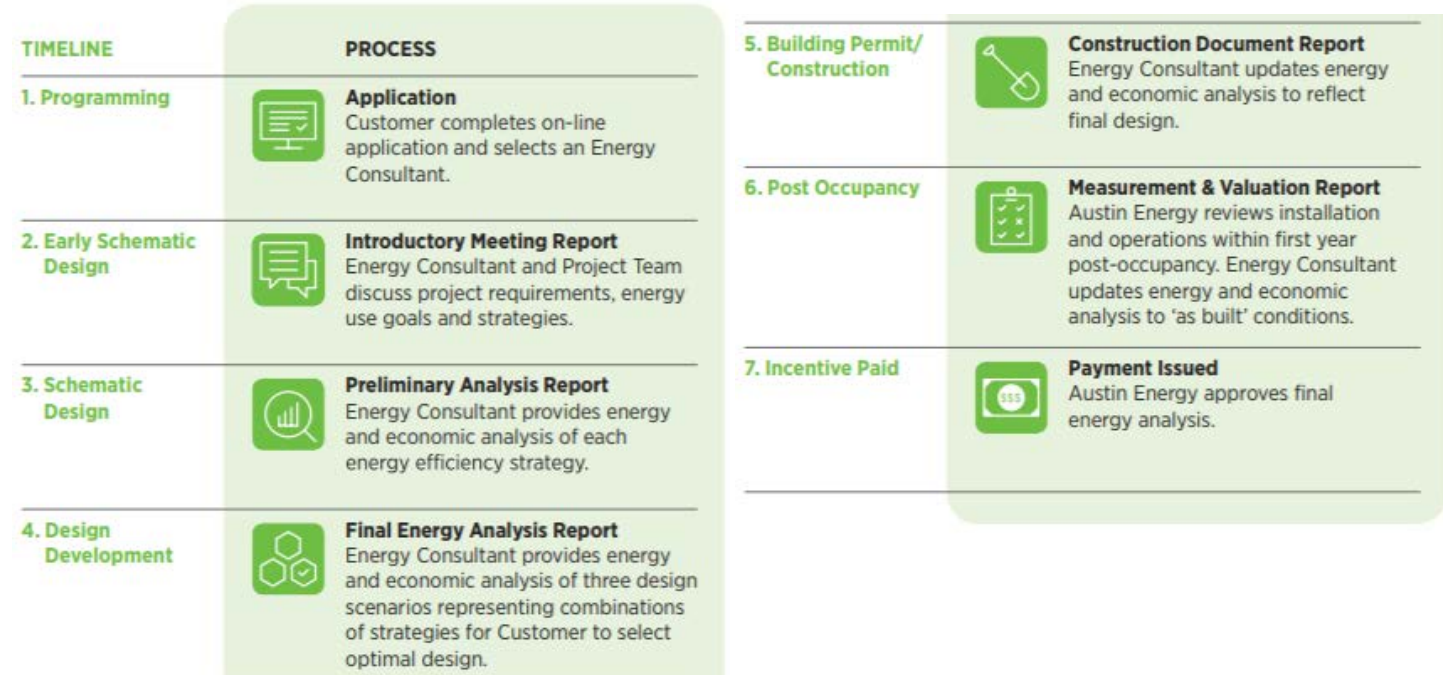 TIMELINE
PROCESS
1. Programming
Application
Customer completes on-line
application and selects an Energy
Consultant.
2. Early Schematic
Design
Introductory Meeting Report
Energy Consultant and Project Team
discuss project requirements, energy
use goals and strategies.
3. Schematic
Design
Preliminary Analysis Report
Energy Consultant provides energy
and economic analysis of each
energy efficiency strategy.
4. Design
Development
Final Energy Analysis Report
Energy Consultant provides energy
and economic analysis of three design
scenarios representing combinations
of strategies for Customer to select
optimal design.
5. Building Permit/
Construction
Construction Document Report
Energy Consultant updates energy
and economic analysis to reflect
final design.
6. Post Occupancy
Measurement & Valuation Report
Austin Energy reviews installation
and operations within first year
post-occupancy. Energy Consultant
updates energy and economic
analysis to ‘as built’ conditions.
7. Incentive Paid
$$$
Payment Issued
Austin Energy approves final
energy analysis.